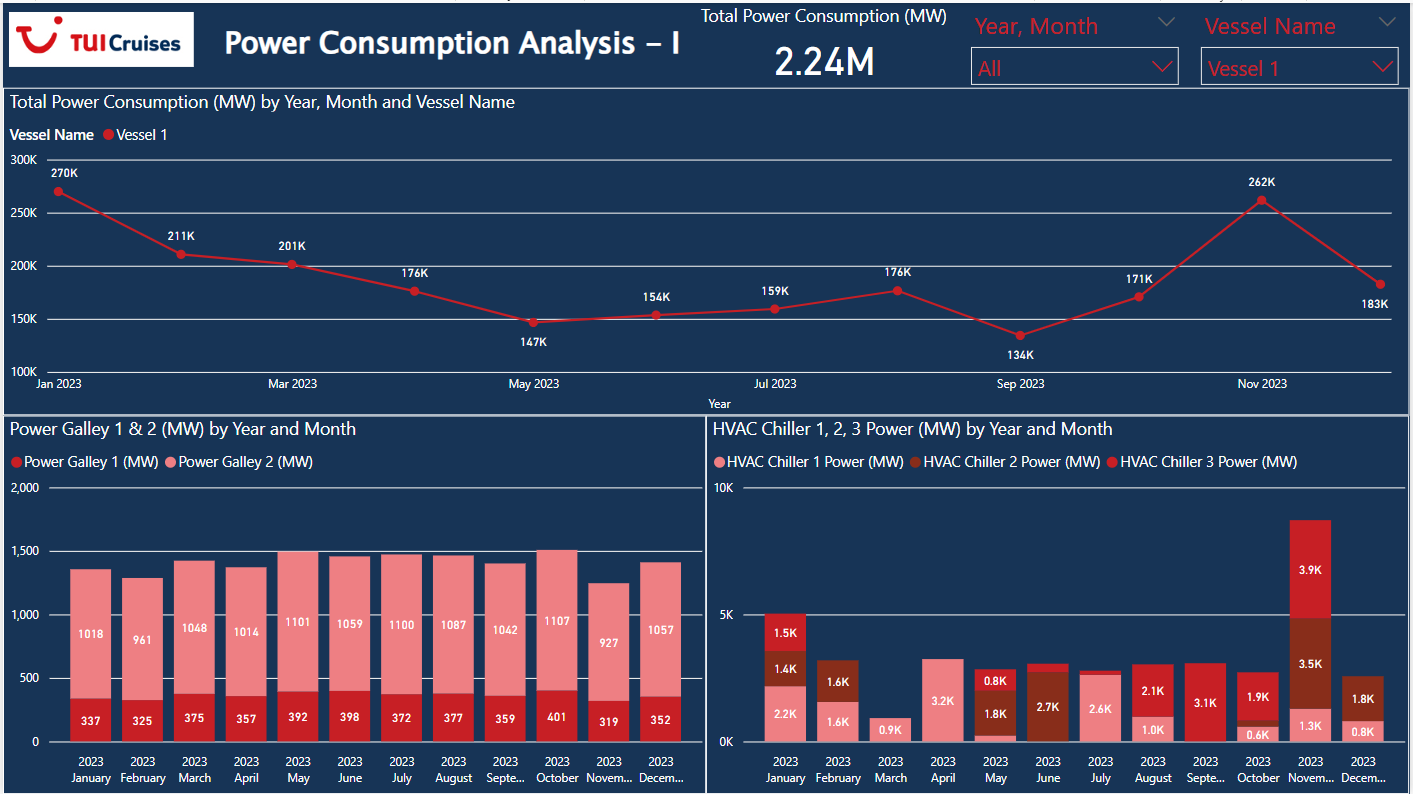 TUI Cruises
Power Consumption Analysis – I
Total Power Consumption (MW)
2.24M
Year, Month
All
Vessel Name
Vessel 1
Total Power Consumption (MW) by Year, Month and Vessel Name
Vessel Name Vessel 1
300K
250K
200K
150K
100K
270K
211K
201K
176K
147K
154K
159K
176K
134K
171K
262K
183K
Jan 2023 Mar 2023 May 2023 Jul 2023 Sep 2023 Nov 2023
Year
Power Galley 1 & 2 (MW) by Year and Month
Power Galley 1 (MW) Power Galley 2 (MW)
2,000
1,500
1,000
500
0
1018 961 1048 1014 1101 1059 1100 1087 1042 1107 927 1057
337 325 375 357 392 398 372 377 359 401 319 352
2023 2023 2023 2023 2023 2023 2023 2023 2023 2023 2023 2023
January February March April May June July August Septe... October Novem... Decem...
HVAC Chiller 1, 2, 3 Power (MW) by Year and Month
HVAC Chiller 1 Power (MW) HVAC Chiller 2 Power (MW) HVAC Chiller 3 Power (MW)
10K
5K
0K
1.5K
1.4K
2.2K
1.6K
1.6K
0.9K
3.2K
0.8K
1.8K
2.7K
2.6K
2.1K
1.0K
3.1K
1.9K
0.6K
3.9K
3.5K
1.3K
1.8K
0.8K
2023 2023 2023 2023 2023 2023 2023 2023 2023 2023 2023 2023
January February March April May June July August Septe... October Novem... Decem...